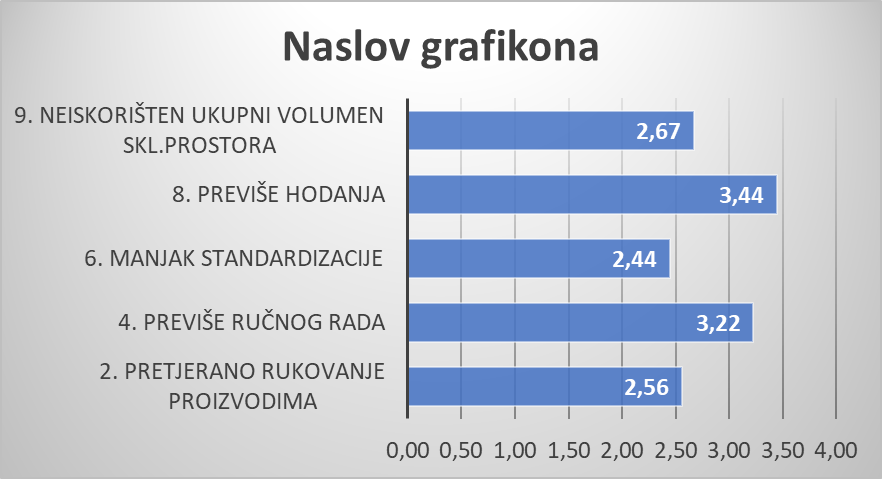 Naslov grafikona
9. NEISKORIŠTEN UKUPNI VOLUMEN
SKL.PROSTORA
2,67
8. PREVIŠE HODANJA
3,44
6. MANJAK STANDARDIZACIJE
2,44
4. PREVIŠE RUČNOG RADA
3,22
2. PRETJERANO RUKOVANJE
PROIZVODIMA
2,56
0,00 0,50 1,00 1,50 2,00 2,50 3,00 3,50 4,00